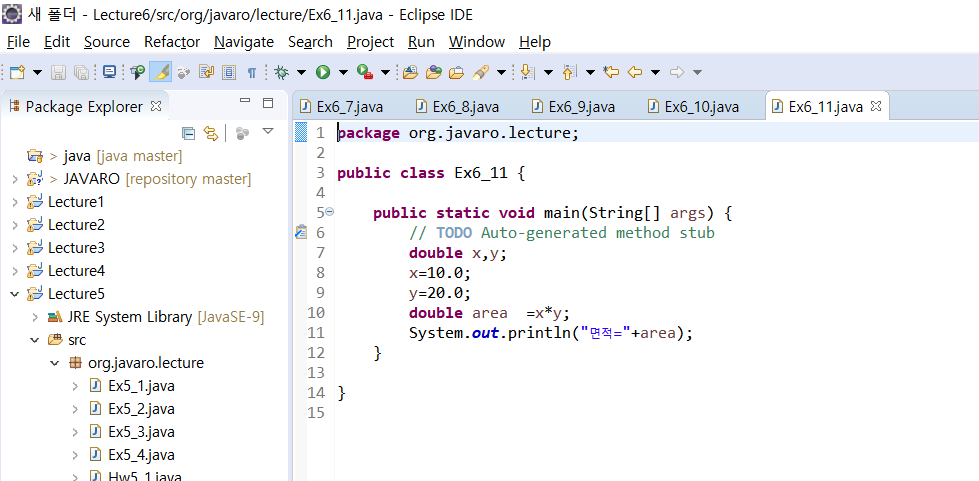 새 폴더 - Lecture6/src/org/javaro/lecture/Ex6_11.java - Eclipse IDE
File Edit Source Refactor Navigate Search Project Run Window Help
Package Explorer
> java [java master]
> JAVARO [repository master]
Lecture1
Lecture2
Lecture3
Lecture4
Lecture5
JRE System Library [JavaSE-9]
src
org.javaro.lecture
Ex5_1.java
Ex5_2.java
Ex5_3.java
Ex5_4.java
Hw5_1.java
Ex6_7.java Ex6_8.java Ex6_9.java Ex6_10.java Ex6_11.java
1 package org.javaro.lecture;
2
3 public class Ex6_11 {
4
5 public static void main(String[] args) {
6 // TODO Auto-generated method stub
7 double x,y;
8 x=10.0;
9 y=20.0;
10 double area  =x*y;
11 System.out.println("면적="+area);
12 }
13
14 }
15